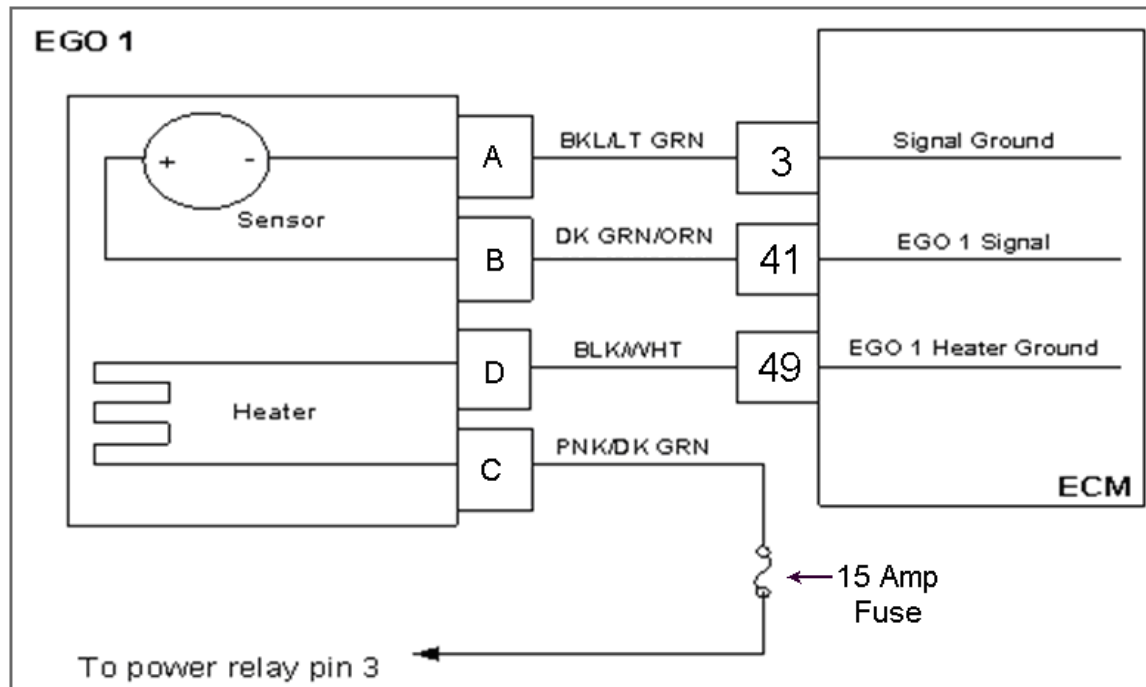 EGO 1
A BKL/LT GRN 3 Signal Ground
+ -
Sensor
B DK GRN/ORN 41 EGO 1 Signal
D BLK/WHT 49 EGO 1 Heater Ground
Heater
C PNK/DK GRN
ECM
15 Amp
Fuse
To power relay pin 3